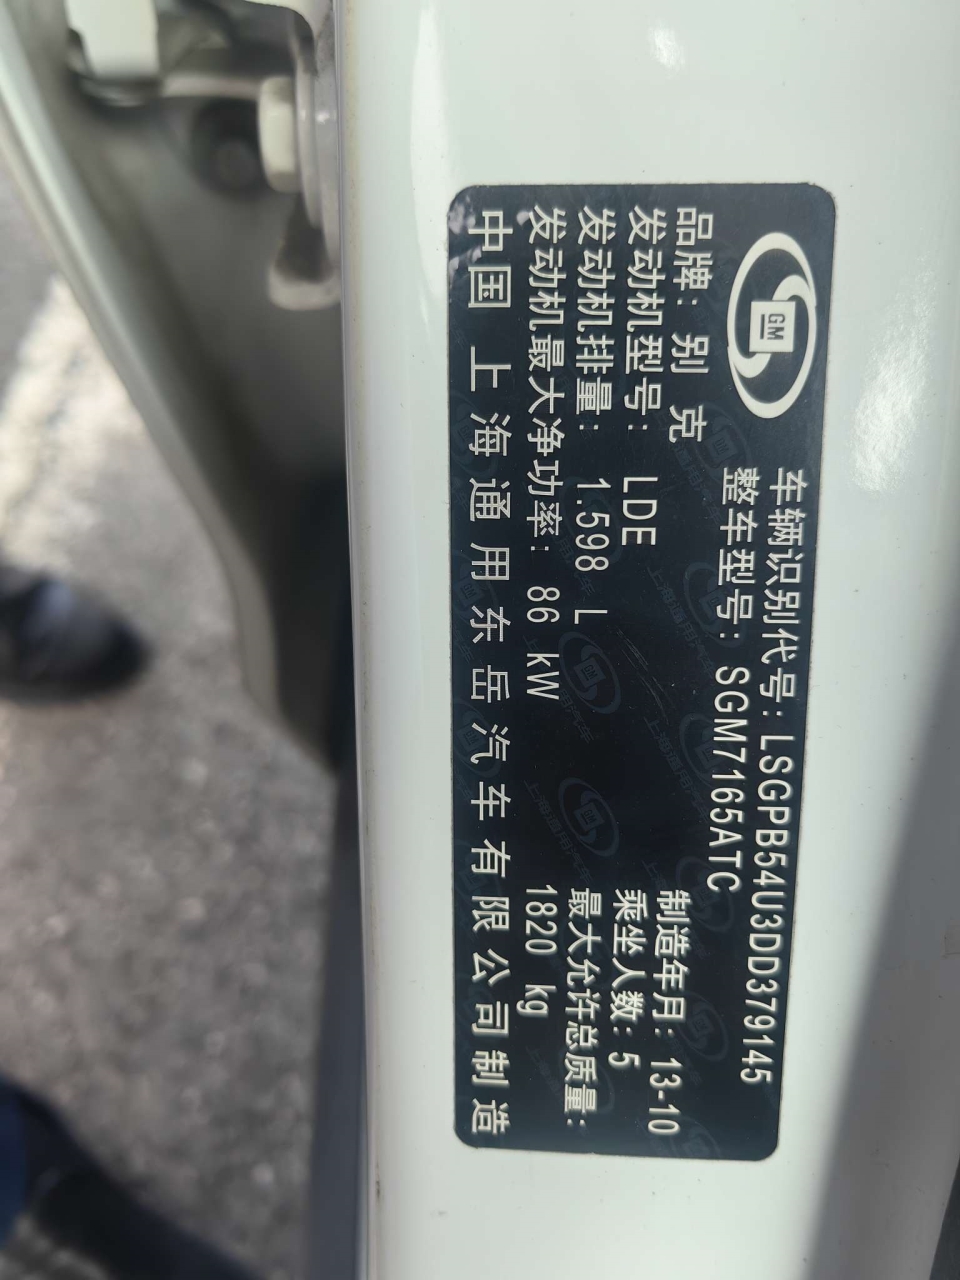 GM
车辆识别代号: LSGPB54U3DD379145
整车型号: SGM7165ATC
品牌: 别 克
发动机型号: LDE
制造年月: 13-10
发动机排量: 1.598 L
乘坐人数: 5
发动机最大净功率: 86 kW
最大允许总质量:
1820 kg
中国 上海通用东岳汽车有限公司制造